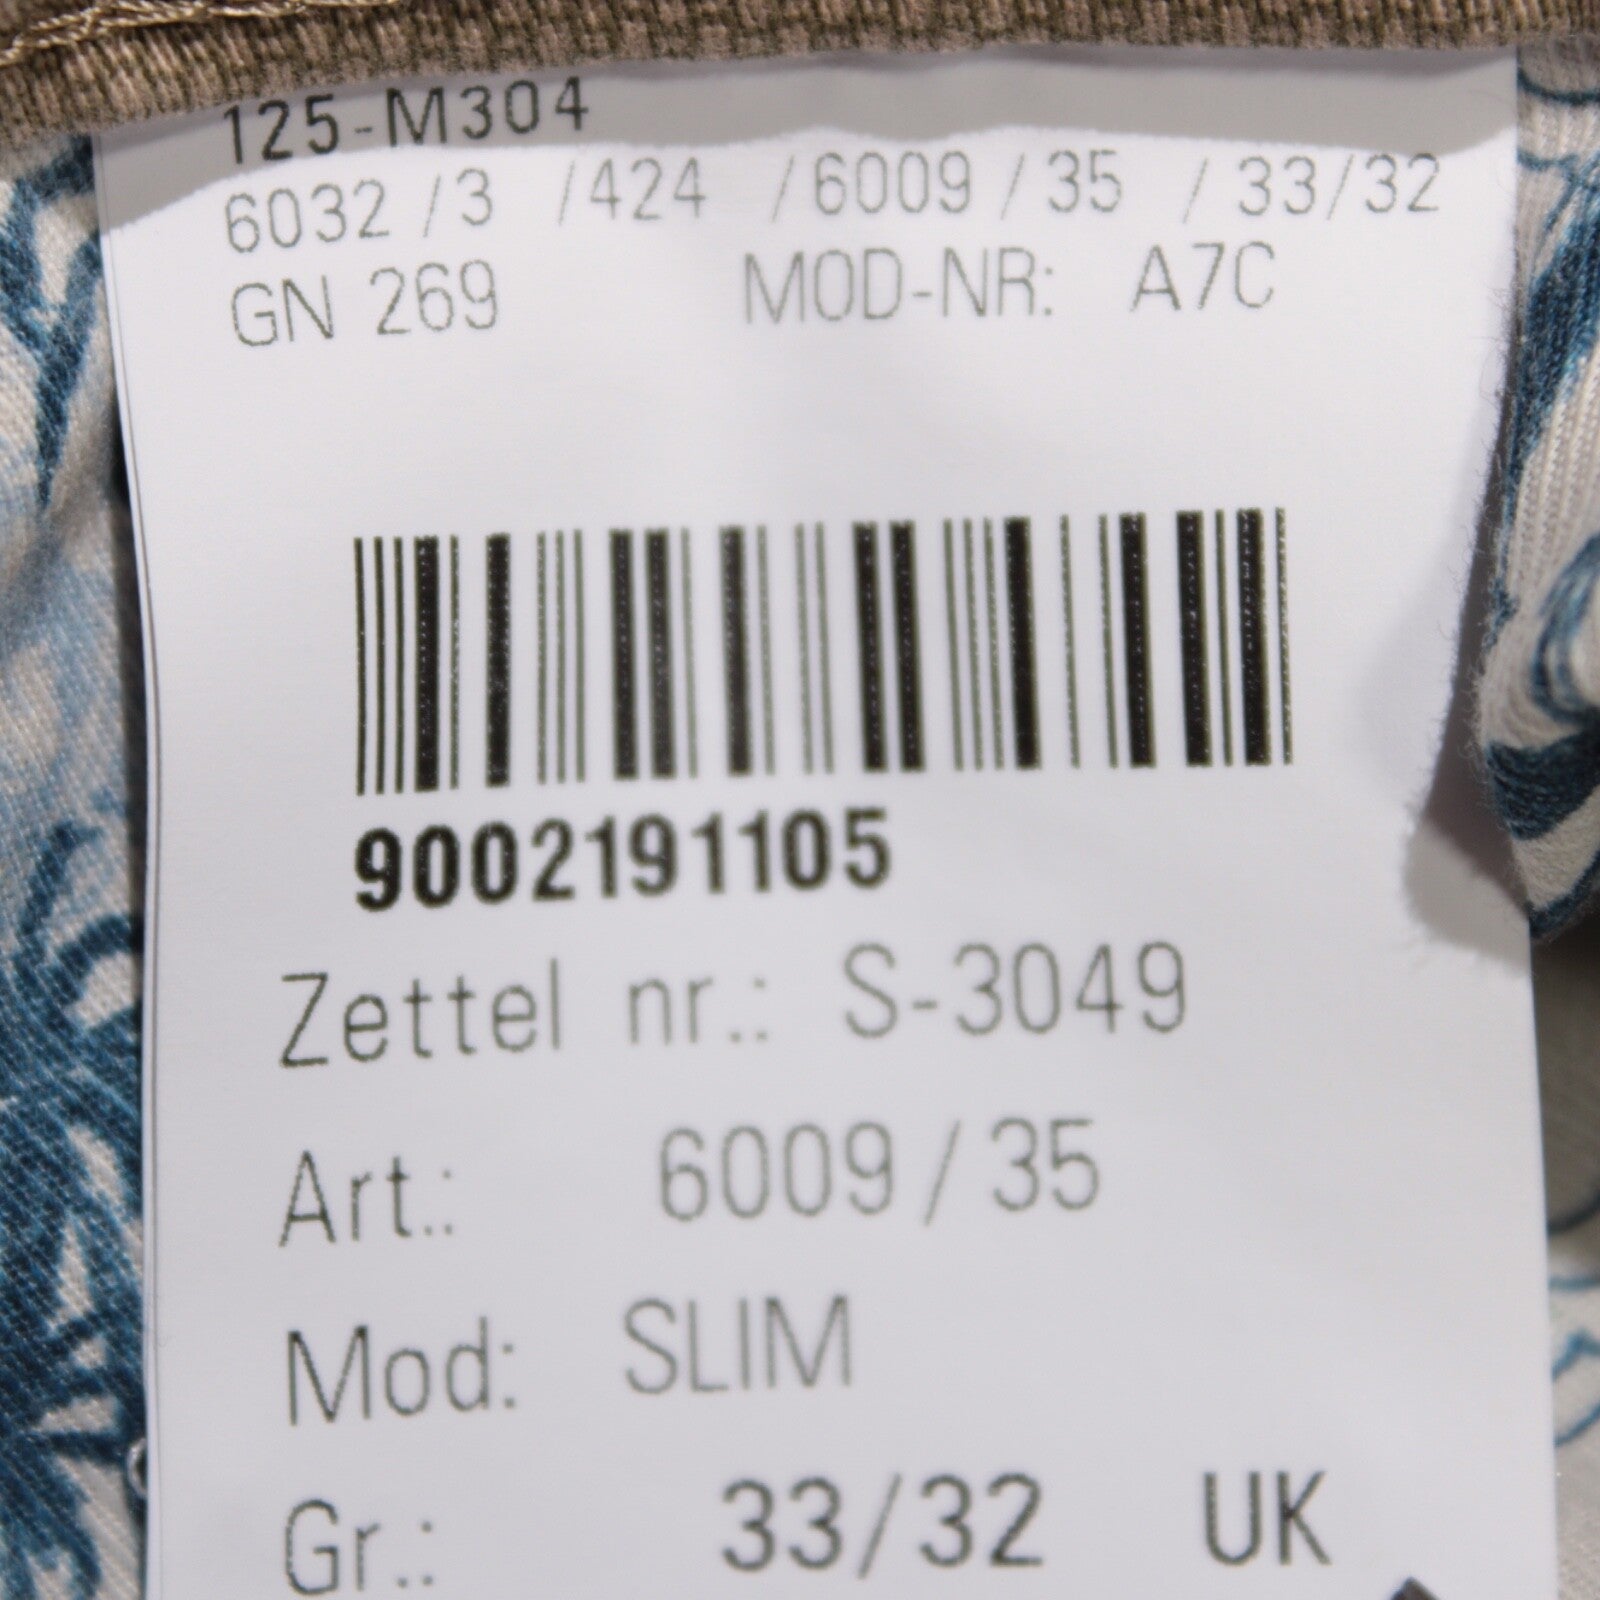 125-M304
6032 /3 /424 /6009 /35 /33/32
GN 269 MOD-NR: A7C
9002191105
Zettel nr.: S-3049
Art.: 6009/35
Mod: SLIM
Gr.: 33/32 UK